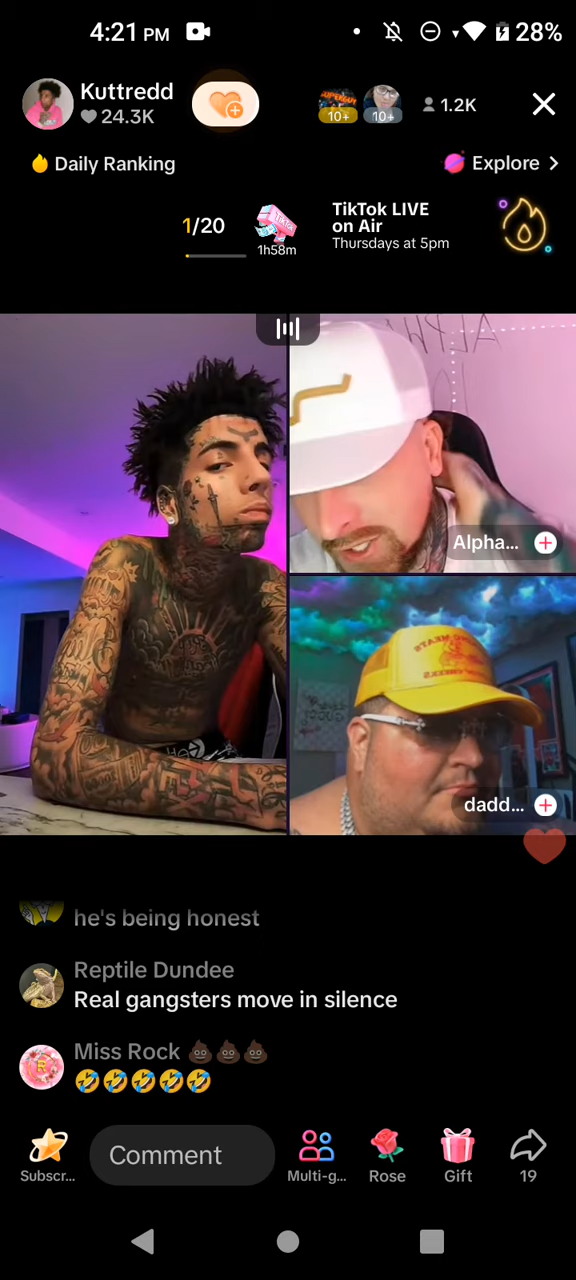 4:21 PM
28%
Kuttredd
24.3K
10+
10+
1.2K
Daily Ranking
Explore
1/20
1h58m
TikTok LIVE
on Air
Thursdays at 5pm
Alpha...
dadd...
he's being honest
Reptile Dundee
Real gangsters move in silence
Miss Rock 💩💩💩
🤣🤣🤣🤣🤣
Subscr...
Comment
Multi-g...
Rose
Gift
19